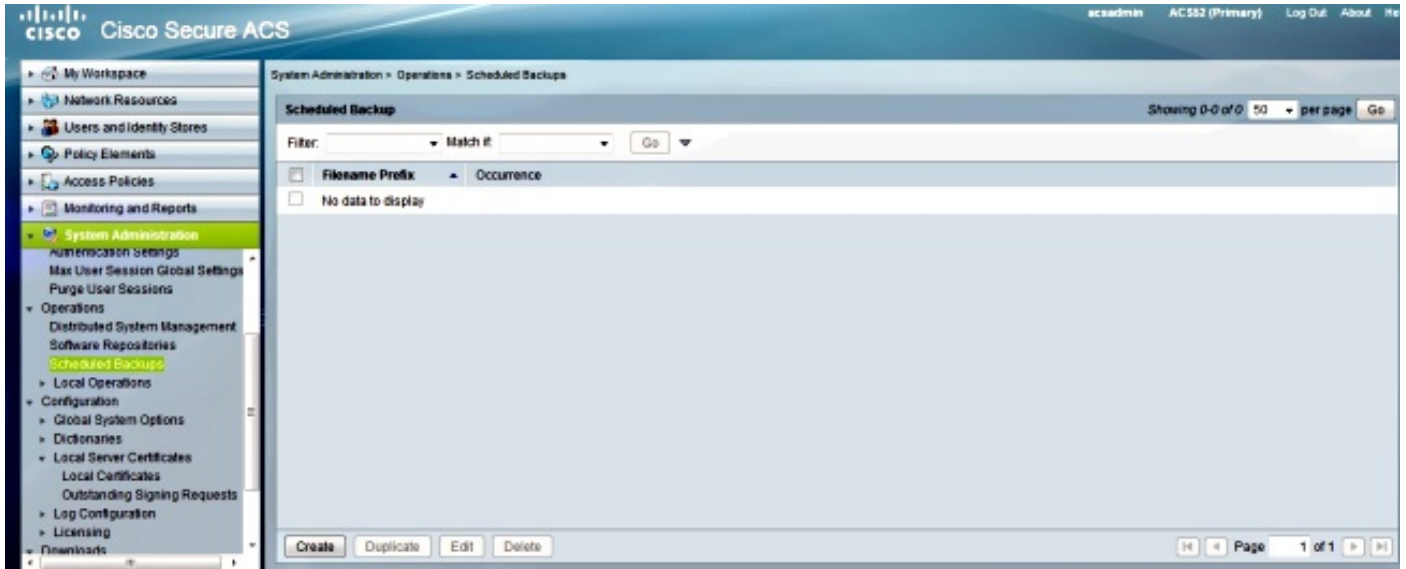 CISCO Cisco Secure ACS
acsadmin ACS52 (Primary) Log Out About He
My Workspace
Network Resources
Users and Identity Stores
Policy Elements
Access Policies
Monitoring and Reports
System Administration
Authentication Settings
Max User Session Global Settings
Purge User Sessions
Operations
Distributed System Management
Software Repositories
Scheduled Backups
Local Operations
Configuration
Global System Options
Dictionaries
Local Server Certificates
Local Certificates
Outstanding Signing Requests
Log Configuration
Licensing
Downloads
System Administration > Operations > Scheduled Backups
Scheduled Backup
Showing 0-0 of 0 50 per page Go
Filter: Match if: Go
Filename Prefix Occurrence
No data to display
Create Duplicate Edit Delete
Page 1 of 1